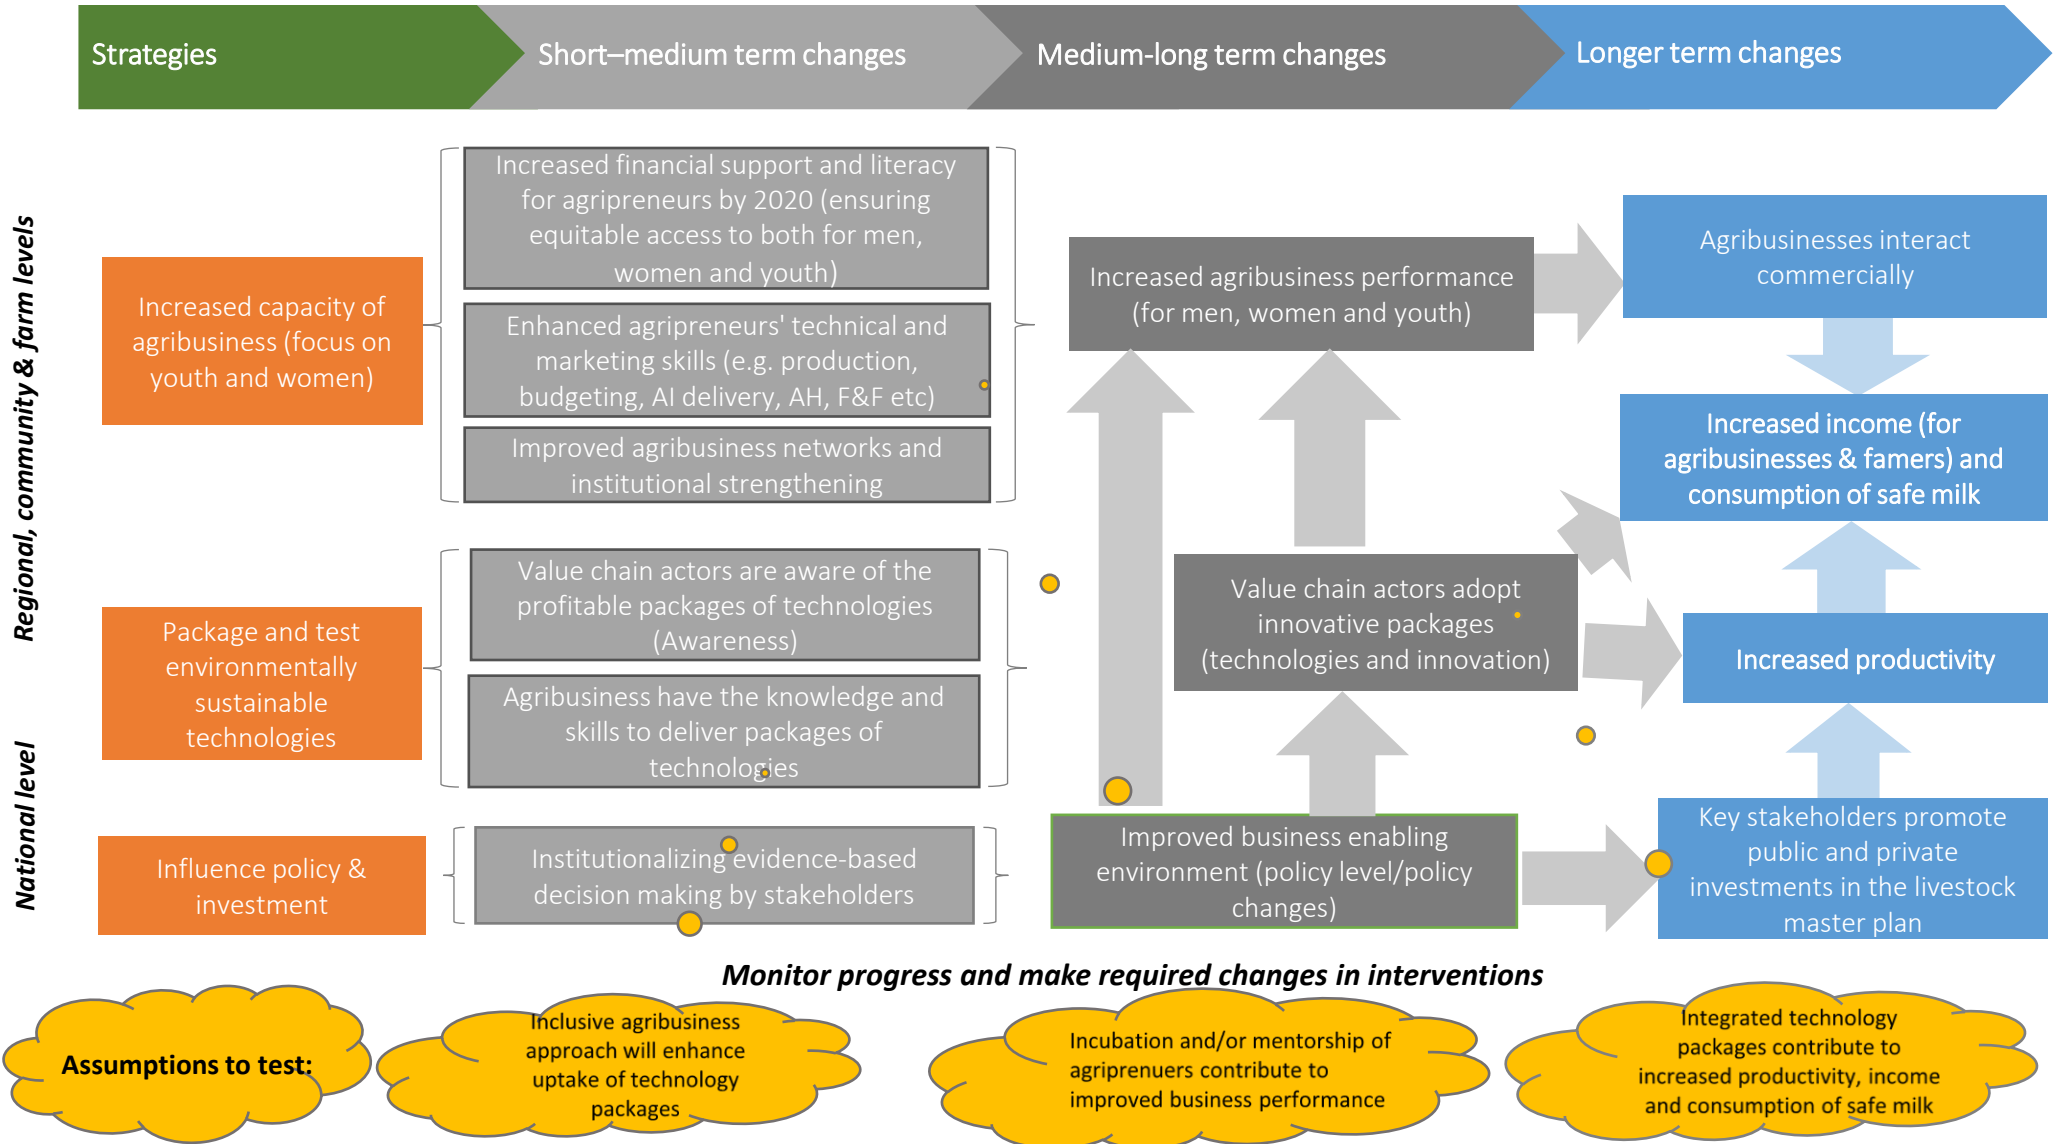 Strategies
Short–medium term changes
Medium-long term changes
Longer term changes
Regional, community & farm levels
National level
Increased capacity of
agribusiness (focus on
youth and women)
Package and test
environmentally
sustainable
technologies
Influence policy &
investment
Increased financial support and literacy
for agripreneurs by 2020 (ensuring
equitable access to both for men,
women and youth)
Enhanced agripreneurs' technical and
marketing skills (e.g. production,
budgeting, AI delivery, AH, F&F etc)
Improved agribusiness networks and
institutional strengthening
Value chain actors are aware of the
profitable packages of technologies
(Awareness)
Agribusiness have the knowledge and
skills to deliver packages of
technologies
Institutionalizing evidence-based
decision making by stakeholders
Increased agribusiness performance
(for men, women and youth)
Value chain actors adopt
innovative packages
(technologies and innovation)
Improved business enabling
environment (policy level/policy
changes)
Agribusinesses interact
commercially
Increased income (for
agribusinesses & famers) and
consumption of safe milk
Increased productivity
Key stakeholders promote
public and private
investments in the livestock
master plan
Monitor progress and make required changes in interventions
Assumptions to test:
Inclusive agribusiness
approach will enhance
uptake of technology
packages
Incubation and/or mentorship of
agriprenuers contribute to
improved business performance
Integrated technology
packages contribute to
increased productivity, income
and consumption of safe milk